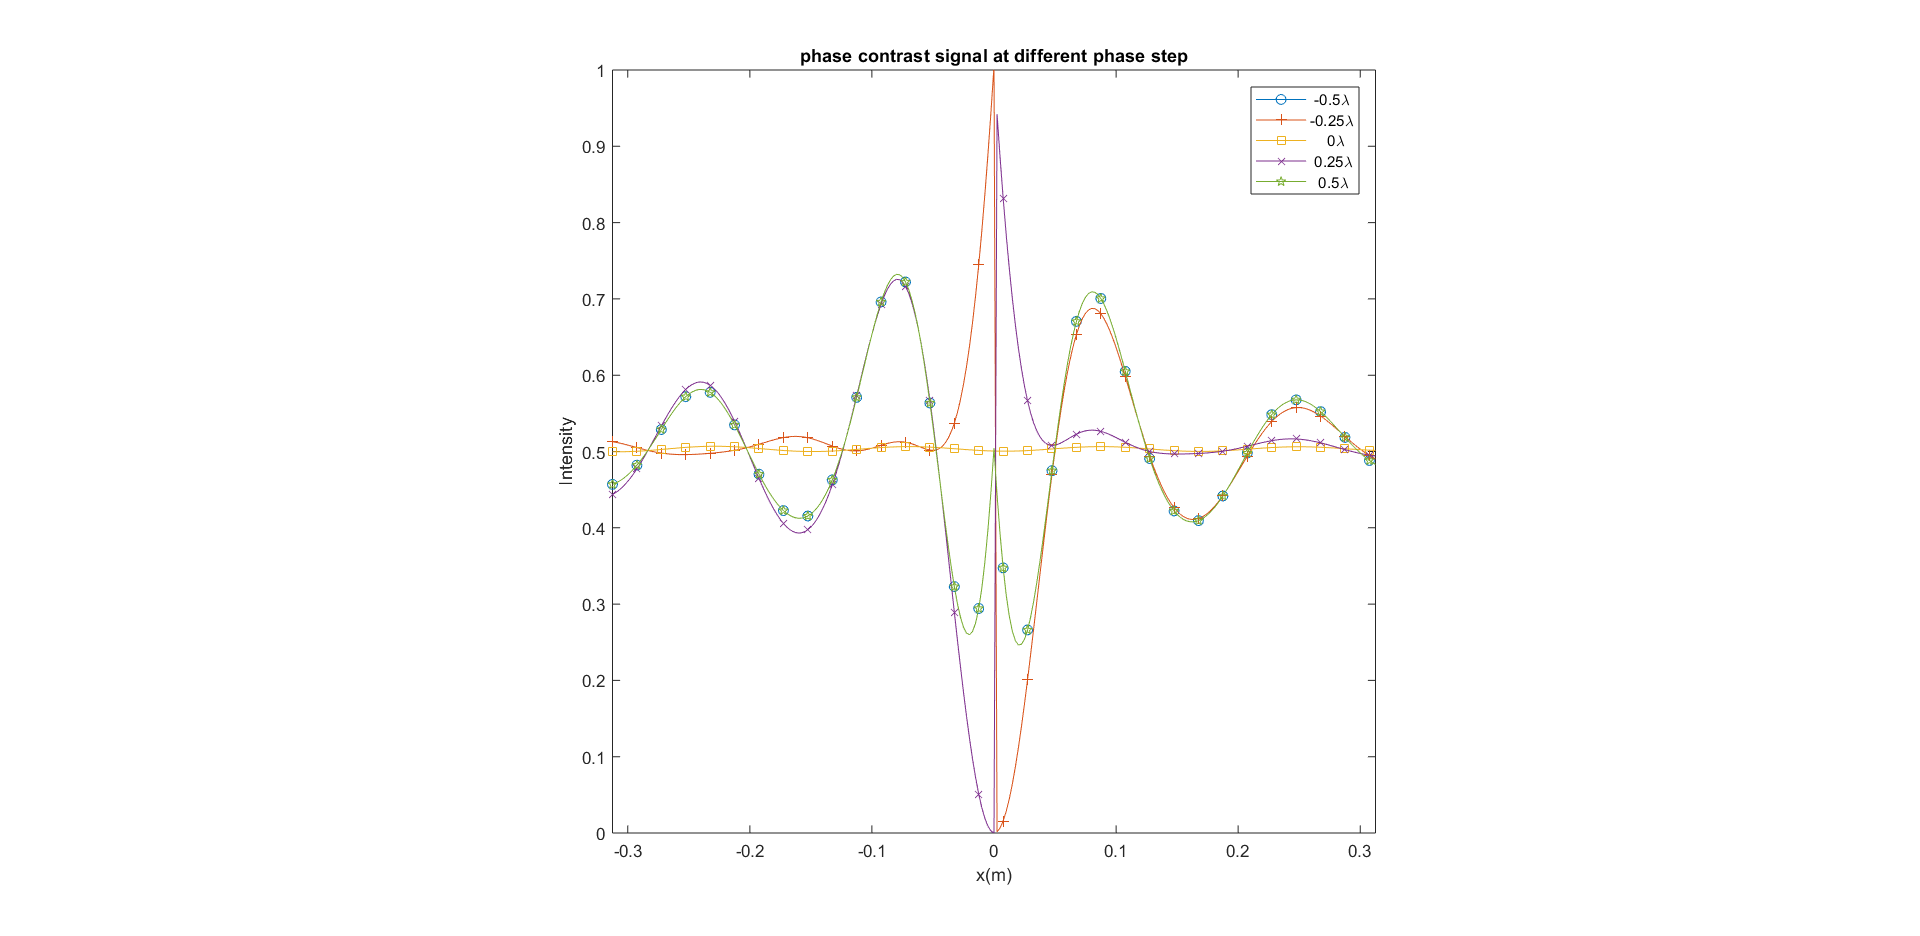 phase contrast signal at different phase step
1
0.9
0.8
0.7
0.6
0.5
0.4
0.3
0.2
0.1
0
Intensity
-0.5λ
-0.25λ
0λ
0.25λ
0.5λ
-0.3 -0.2 -0.1 0 0.1 0.2 0.3
x(m)